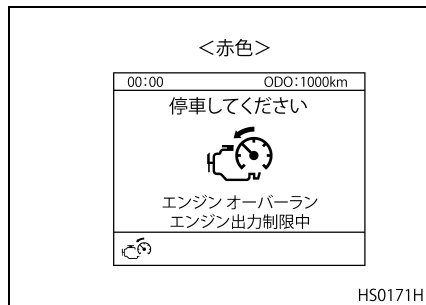 ＜赤色＞
00:00 ODO：1000km
停車してください
エンジン オーバーラン
エンジン出力制限中
HS0171H